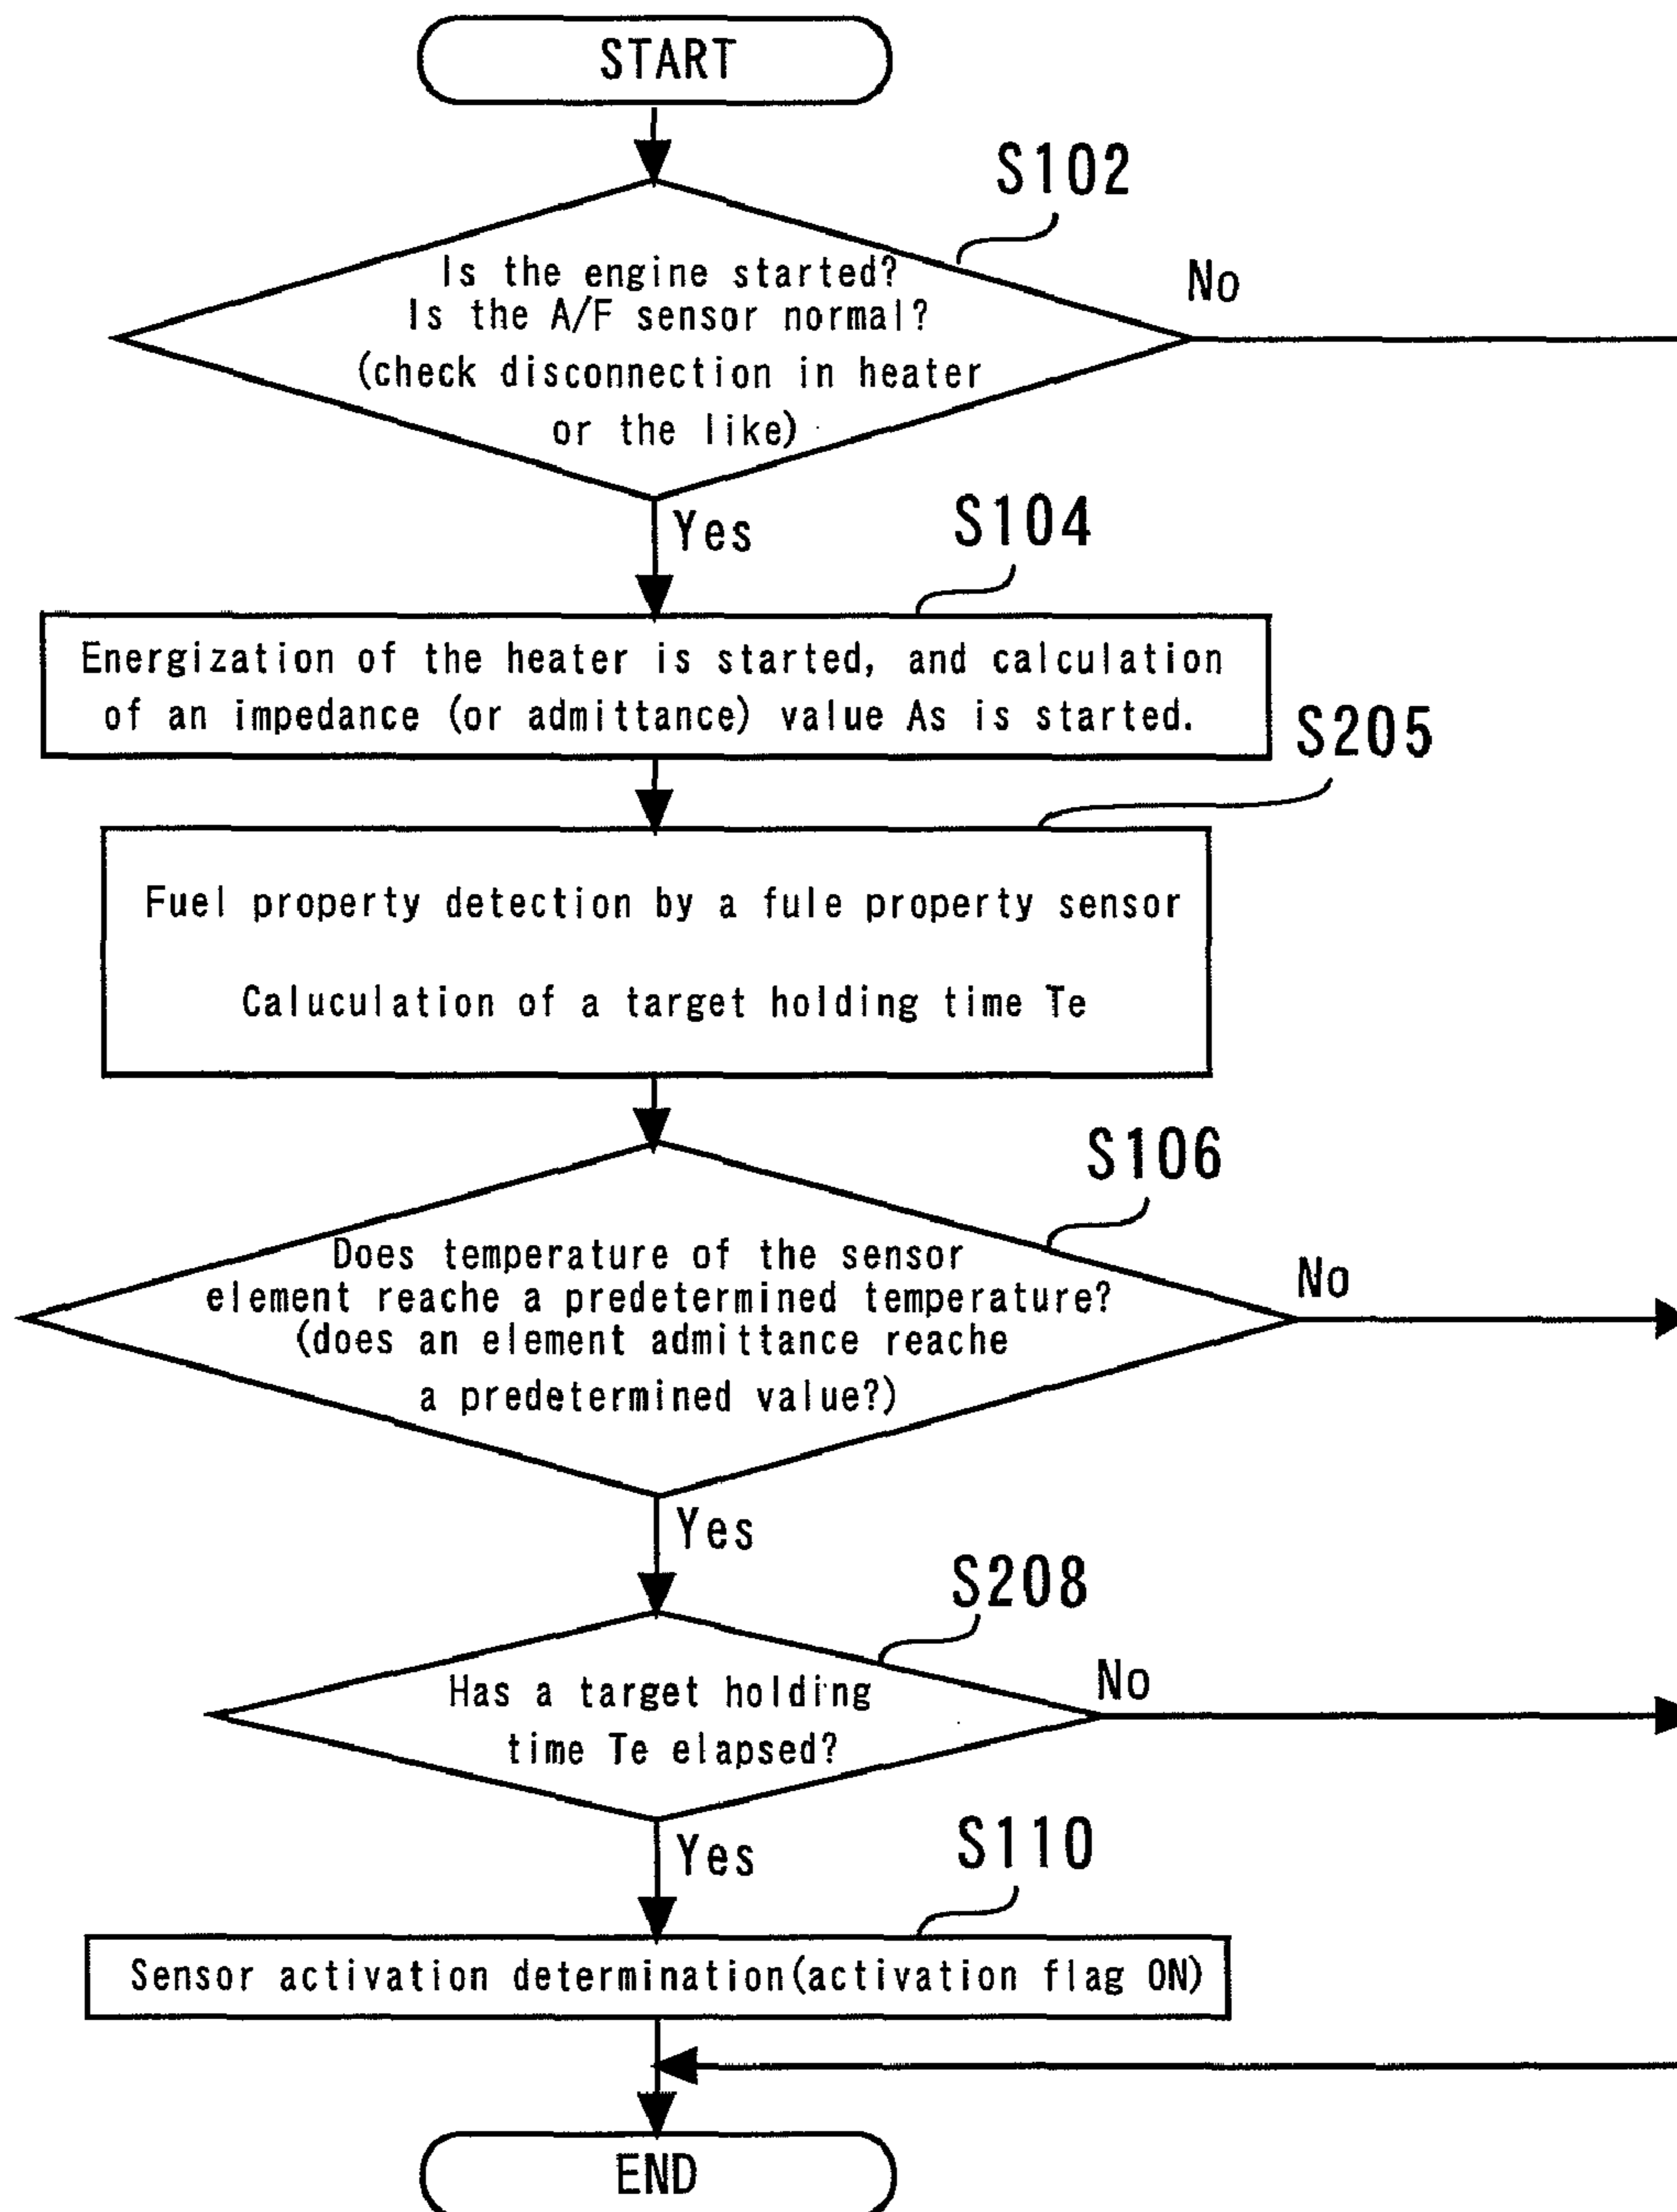 START
S102
Is the engine started?
Is the A/F sensor normal?
(check disconnection in heater
or the like)
No
Yes
S104
Energization of the heater is started, and calculation
of an impedance (or admittance) value As is started.
S205
Fuel property detection by a fule property sensor
Caluculation of a target holding time Te
S106
Does temperature of the sensor
element reache a predetermined temperature?
(does an element admittance reache
a predetermined value?)
No
Yes
S208
Has a target holding
time Te elapsed?
No
Yes
S110
Sensor activation determination(activation flag ON)
END